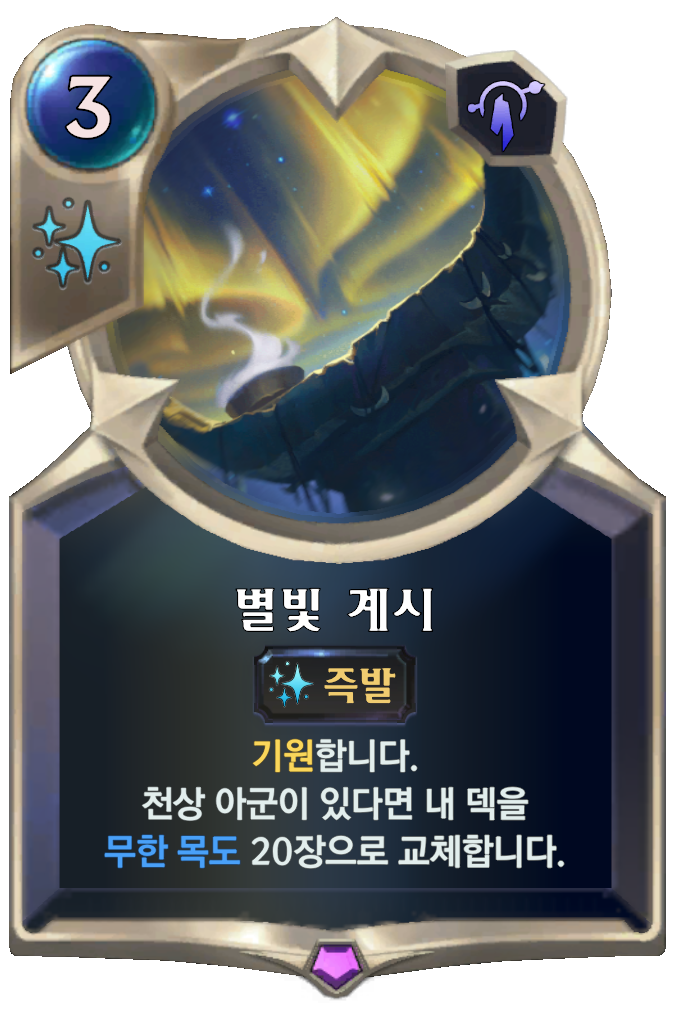 3
별빛 계시
즉발
기원합니다.
천상 아군이 있다면 내 덱을
무한 목도 20장으로 교체합니다.